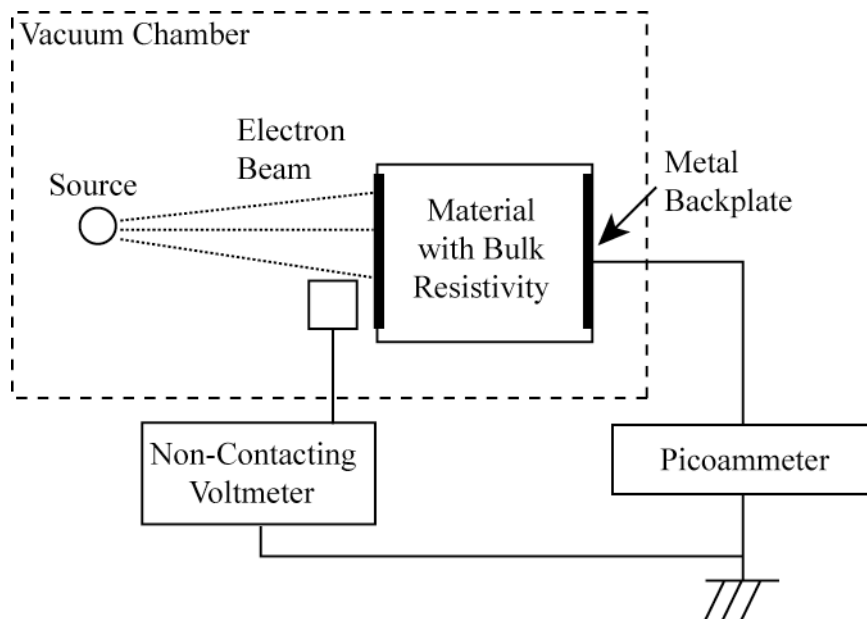 Vacuum Chamber
Electron
Beam
Source
Metal
Backplate
Material
with Bulk
Resistivity
Non-Contacting
Voltmeter
Picoammeter